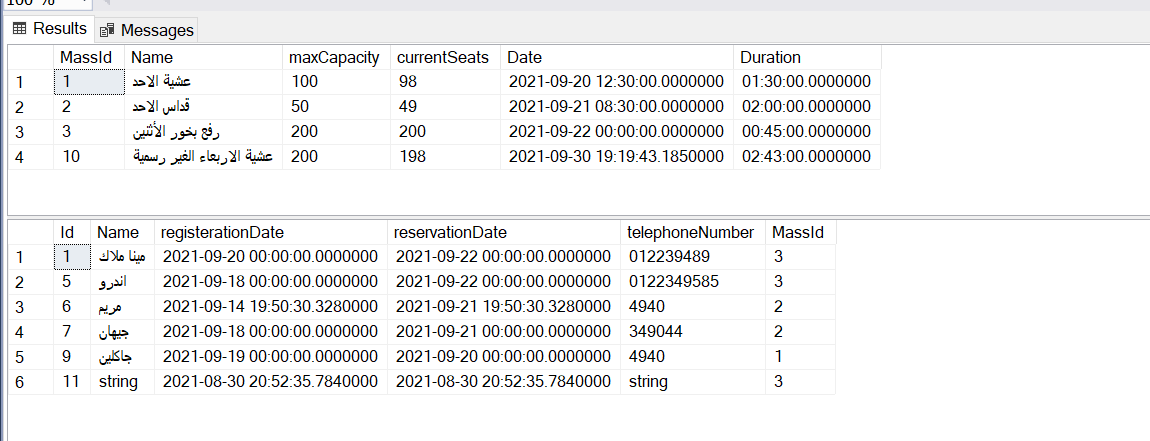 100 %
Results Messages
MassId Name maxCapacity currentSeats Date Duration
1 1 عشية الاحد 100 98 2021-09-20 12:30:00.0000000 01:30:00.0000000
2 2 قداس الاحد 50 49 2021-09-21 08:30:00.0000000 02:00:00.0000000
3 3 رفع بخور الأثنين 200 200 2021-09-22 00:00:00.0000000 00:45:00.0000000
4 10 عشية الاربعاء الغير رسمية 200 198 2021-09-30 19:19:43.1850000 02:43:00.0000000
Id Name registerationDate reservationDate telephoneNumber MassId
1 1 مينا ملاك 2021-09-20 00:00:00.0000000 2021-09-22 00:00:00.0000000 012239489 3
2 5 اندرو 2021-09-18 00:00:00.0000000 2021-09-22 00:00:00.0000000 0122349585 3
3 6 مريم 2021-09-14 19:50:30.3280000 2021-09-21 19:50:30.3280000 4940 2
4 7 جيهان 2021-09-18 00:00:00.0000000 2021-09-21 00:00:00.0000000 349044 2
5 9 جاكلين 2021-09-19 00:00:00.0000000 2021-09-20 00:00:00.0000000 4940 1
6 11 string 2021-08-30 20:52:35.7840000 2021-08-30 20:52:35.7840000 string 3